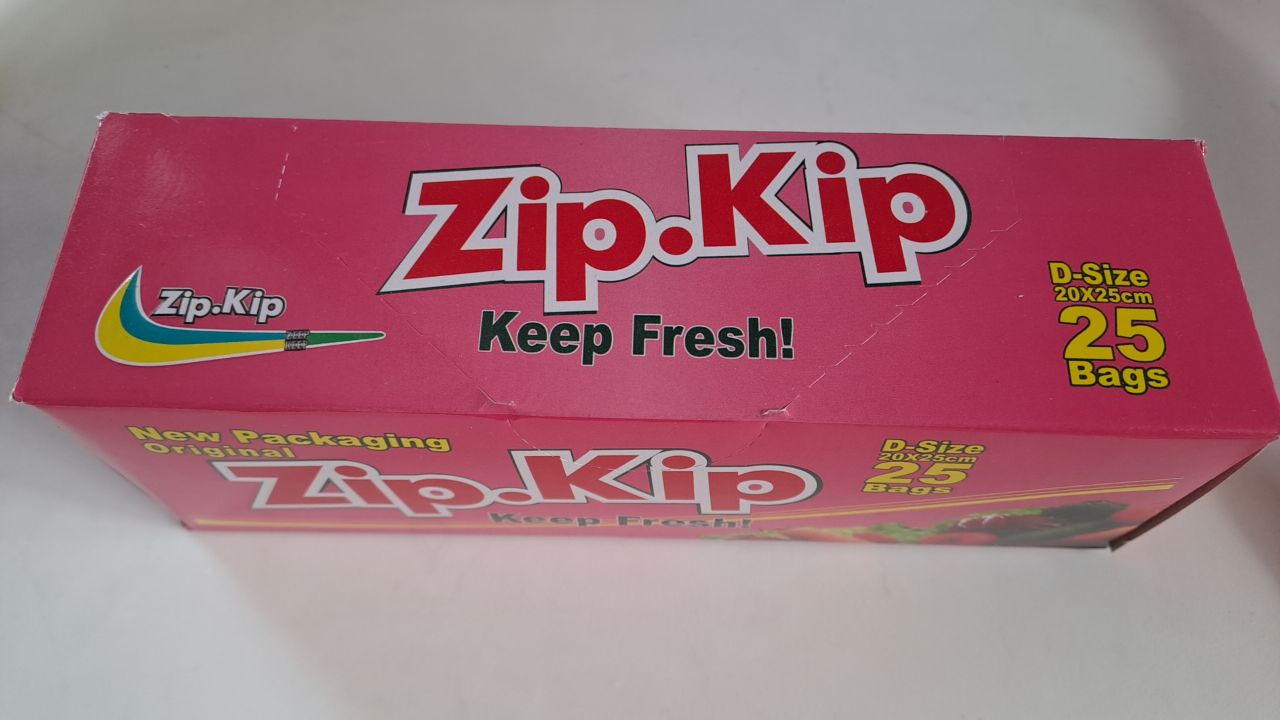 Zip.Kip
Keep Fresh!
Zip.Kip
D-Size
20X25cm
25
Bags
New Packaging
Original
Zip.Kip
Keep Fresh!
D-Size
20X25cm
25
Bags